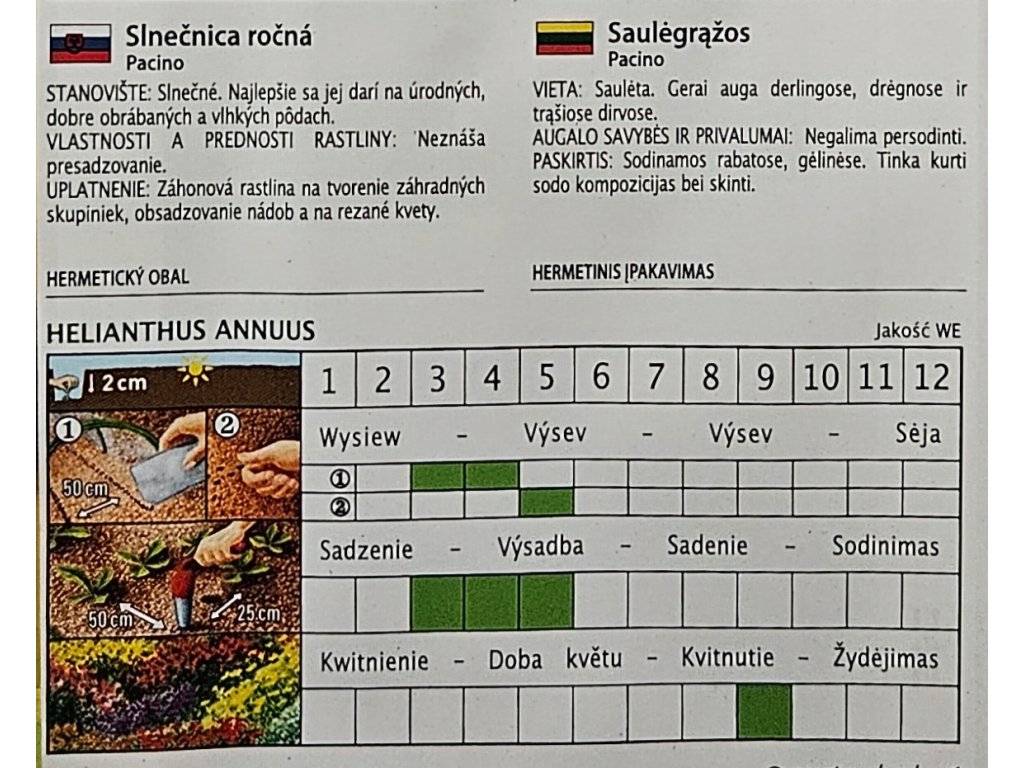 Slnečnica ročná
Pacino
STANOVIŠTE: Slnečné. Najlepšie sa jej darí na úrodných,
dobre obrábaných a vlhkých pôdach.
VLASTNOSTI A PREDNOSTI RASTLINY: Neznáša
presadzovanie.
UPLATNENIE: Záhonová rastlina na tvorenie záhradných
skupiniek, obsadzovanie nádob a na rezané kvety.
HERMETICKÝ OBAL
Saulėgrąžos
Pacino
VIETA: Saulėta. Gerai auga derlingose, drėgnose ir
trąšiose dirvose.
AUGALO SAVYBĖS IR PRIVALUMAI: Negalima persodinti.
PASKIRTIS: Sodinamos rabatose, gėlinėse. Tinka kurti
sodo kompozicijas bei skinti.
HERMETINIS ĮPAKAVIMAS
HELIANTHUS ANNUUS
Jakość WE
2 cm
1 2 3 4 5 6 7 8 9 10 11 12
① ②
50 cm
Wysiew – Výsev – Výsev – Sėja
①
②
Sadzenie – Výsadba – Sadenie – Sodinimas
50 cm 25 cm
Kwitnienie – Doba květu – Kvitnutie – Žydėjimas